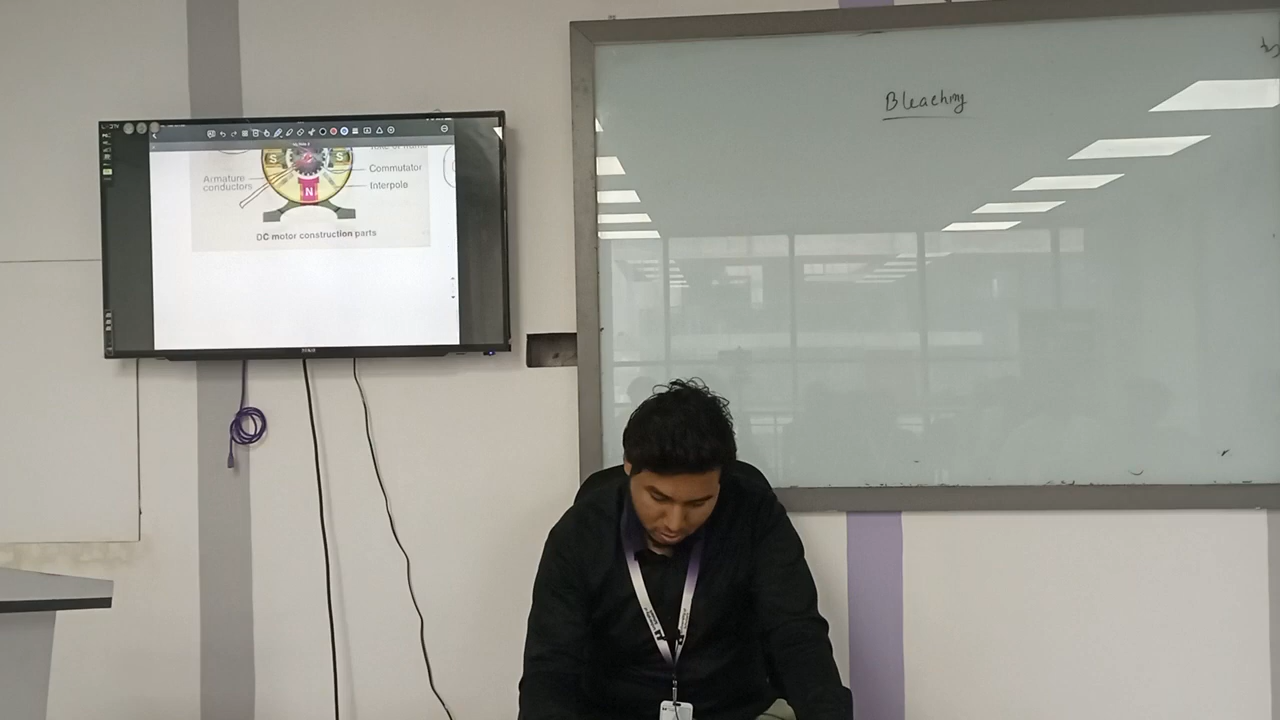 S
S
Commutator
Armature
conductors
Interpole
N
DC motor construction parts
Bleaching